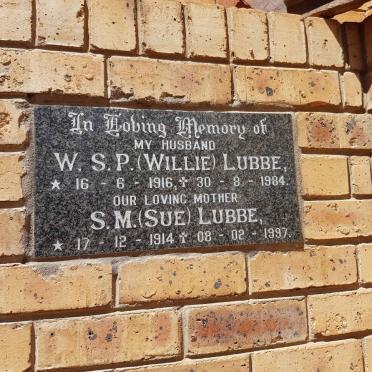 In Loving Memory of
MY HUSBAND
W. S.P. (WILLIE) LUBBE,
★ 16 - 6 - 1916, ✝ 30 - 8 - 1984.
OUR LOVING MOTHER
S.M. (SUE) LUBBE,
★ 17 - 12 - 1914 ✝ 08 - 02 - 1997.